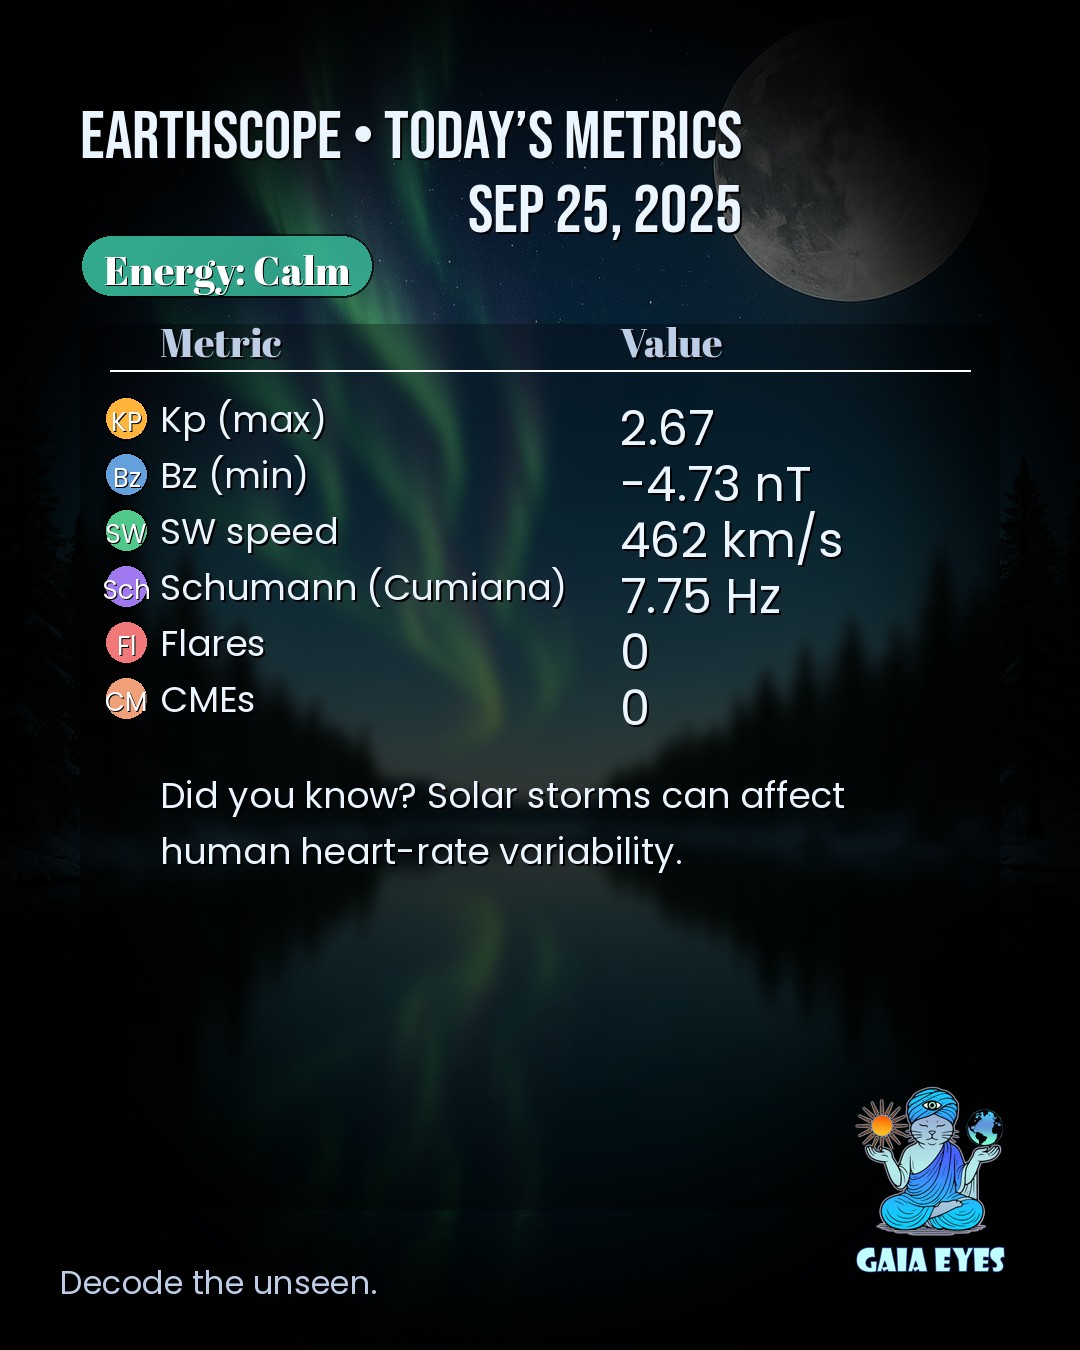 EARTHSCOPE • TODAY’S METRICS
SEP 25, 2025
Energy: Calm
Metric Value
KP Kp (max) 2.67
Bz Bz (min) -4.73 nT
SW SW speed 462 km/s
Sch Schumann (Cumiana) 7.75 Hz
Fl Flares 0
CM CMEs 0
Did you know? Solar storms can affect
human heart-rate variability.
GAIA EYES
Decode the unseen.